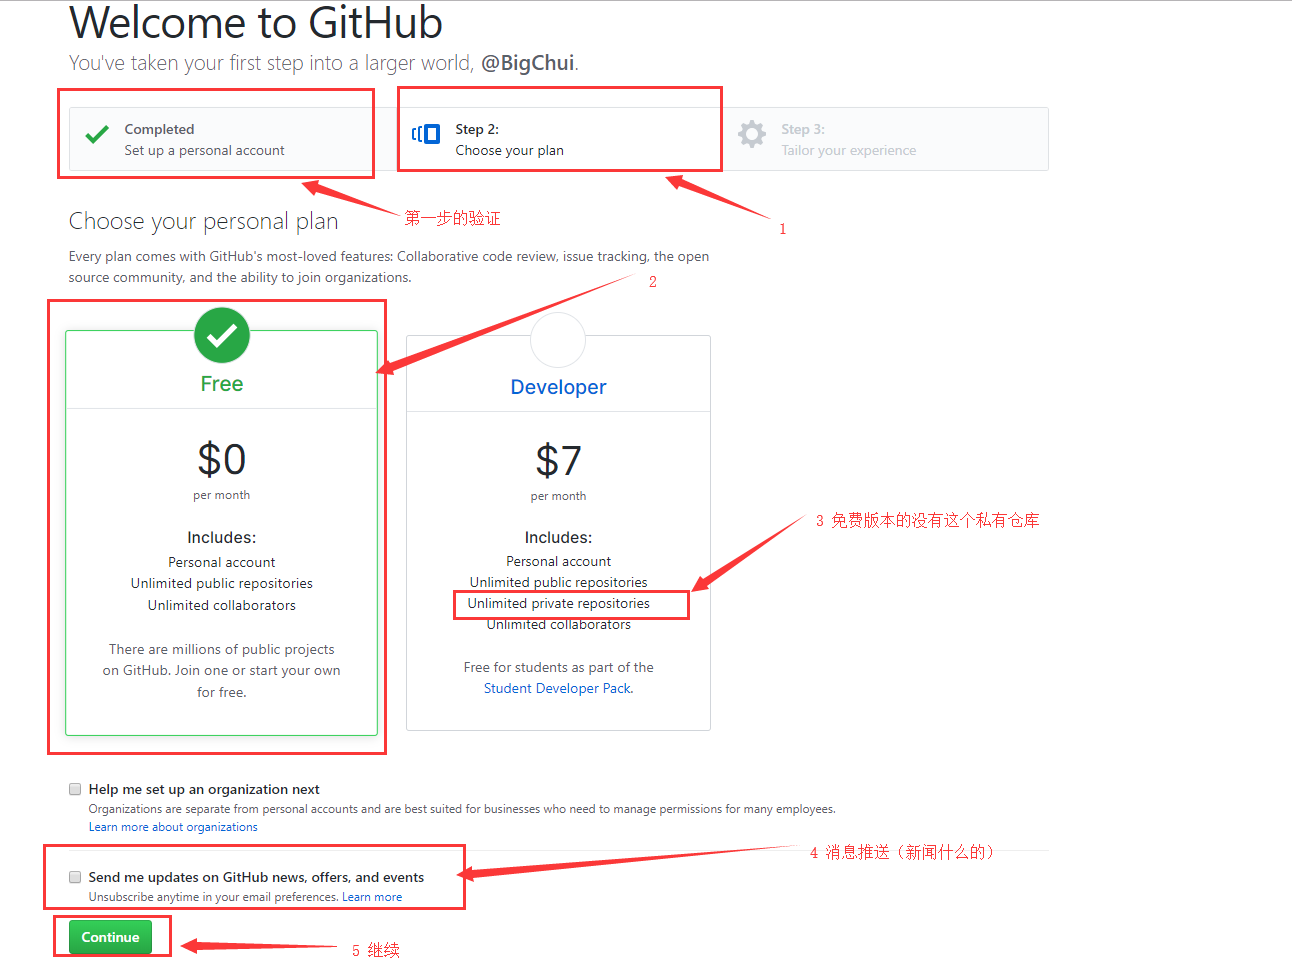 Welcome to GitHub
You've taken your first step into a larger world, @BigChui.
Completed
Set up a personal account
Step 2:
Choose your plan
Step 3:
Tailor your experience
第一步的验证
1
Choose your personal plan
Every plan comes with GitHub's most-loved features: Collaborative code review, issue tracking, the open
source community, and the ability to join organizations.
2
Free
$0
per month
Includes:
Personal account
Unlimited public repositories
Unlimited collaborators
There are millions of public projects
on GitHub. Join one or start your own
for free.
Developer
$7
per month
Includes:
Personal account
Unlimited public repositories
Unlimited private repositories
Unlimited collaborators
Free for students as part of the
Student Developer Pack.
3 免费版本的没有这个私有仓库
Help me set up an organization next
Organizations are separate from personal accounts and are best suited for businesses who need to manage permissions for many employees.
Learn more about organizations
4 消息推送（新闻什么的）
Send me updates on GitHub news, offers, and events
Unsubscribe anytime in your email preferences. Learn more
Continue
5 继续